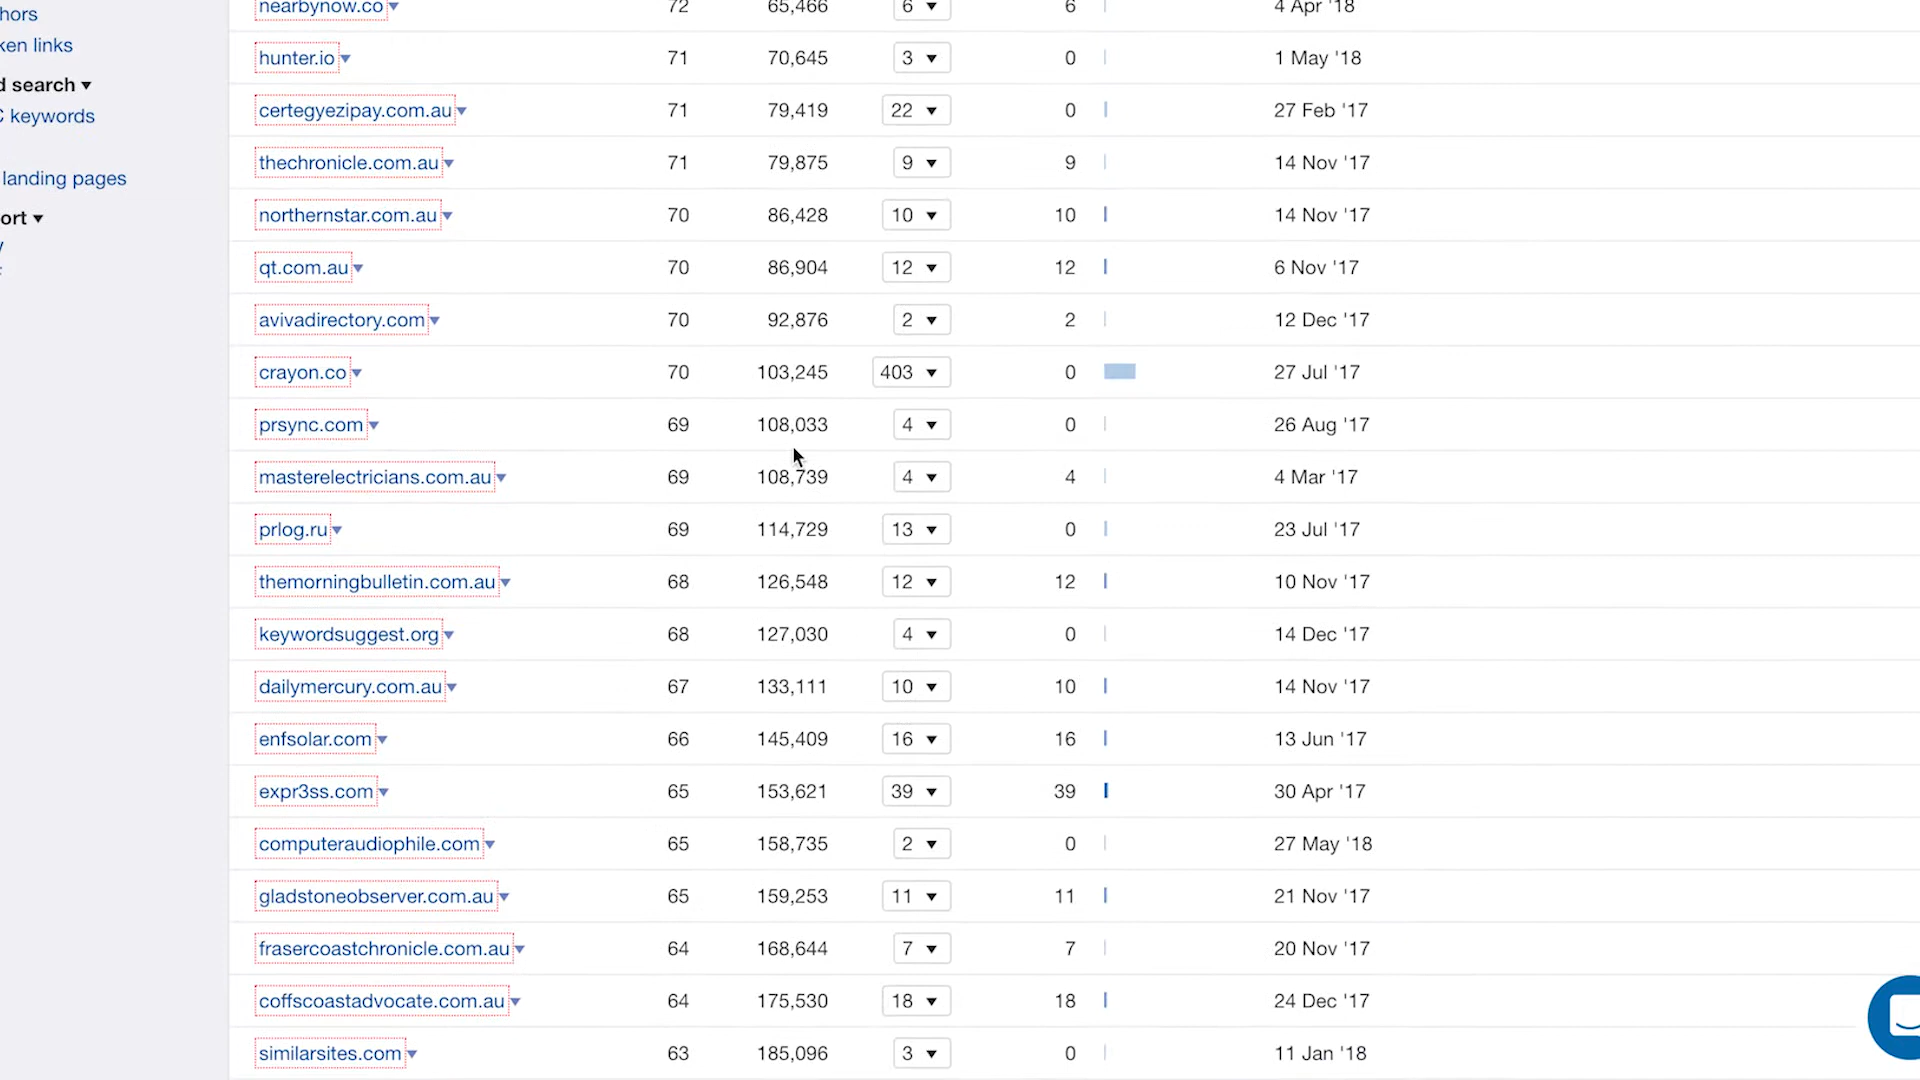 hors
ken links
d search
C keywords
landing pages
ort
nearbynow.co 72 65,466 6 6 4 Apr '18
hunter.io 71 70,645 3 0 1 May '18
certegyezipay.com.au 71 79,419 22 0 27 Feb '17
thechronicle.com.au 71 79,875 9 9 14 Nov '17
northernstar.com.au 70 86,428 10 10 14 Nov '17
qt.com.au 70 86,904 12 12 6 Nov '17
avivadirectory.com 70 92,876 2 2 12 Dec '17
crayon.co 70 103,245 403 0 27 Jul '17
prsync.com 69 108,033 4 0 26 Aug '17
masterelectricians.com.au 69 108,739 4 4 4 Mar '17
prlog.ru 69 114,729 13 0 23 Jul '17
themorningbulletin.com.au 68 126,548 12 12 10 Nov '17
keywordsuggest.org 68 127,030 4 0 14 Dec '17
dailymercury.com.au 67 133,111 10 10 14 Nov '17
enfsolar.com 66 145,409 16 16 13 Jun '17
expr3ss.com 65 153,621 39 39 30 Apr '17
computeraudiophile.com 65 158,735 2 0 27 May '18
gladstoneobserver.com.au 65 159,253 11 11 21 Nov '17
frasercoastchronicle.com.au 64 168,644 7 7 20 Nov '17
coffscoastadvocate.com.au 64 175,530 18 18 24 Dec '17
similarsites.com 63 185,096 3 0 11 Jan '18